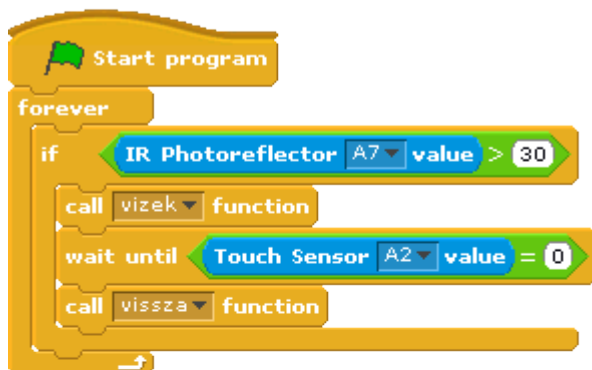 Start program
forever
if IR Photoreflector A7 value > 30
call vizek function
wait until Touch Sensor A2 value = 0
call vissza function